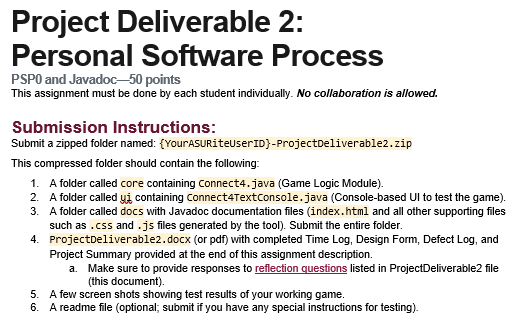 Project Deliverable 2:
Personal Software Process
PSP0 and Javadoc—50 points
This assignment must be done by each student individually. No collaboration is allowed.
Submission Instructions:
Submit a zipped folder named: {YourASURiteUserID}-ProjectDeliverable2.zip
This compressed folder should contain the following:
1. A folder called core containing Connect4.java (Game Logic Module).
2. A folder called ui containing Connect4TextConsole.java (Console-based UI to test the game).
3. A folder called docs with Javadoc documentation files (index.html and all other supporting files
such as .css and .js files generated by the tool). Submit the entire folder.
4. ProjectDeliverable2.docx (or pdf) with completed Time Log, Design Form, Defect Log, and
Project Summary provided at the end of this assignment description.
a. Make sure to provide responses to reflection questions listed in ProjectDeliverable2 file
(this document).
5. A few screen shots showing test results of your working game.
6. A readme file (optional; submit if you have any special instructions for testing).